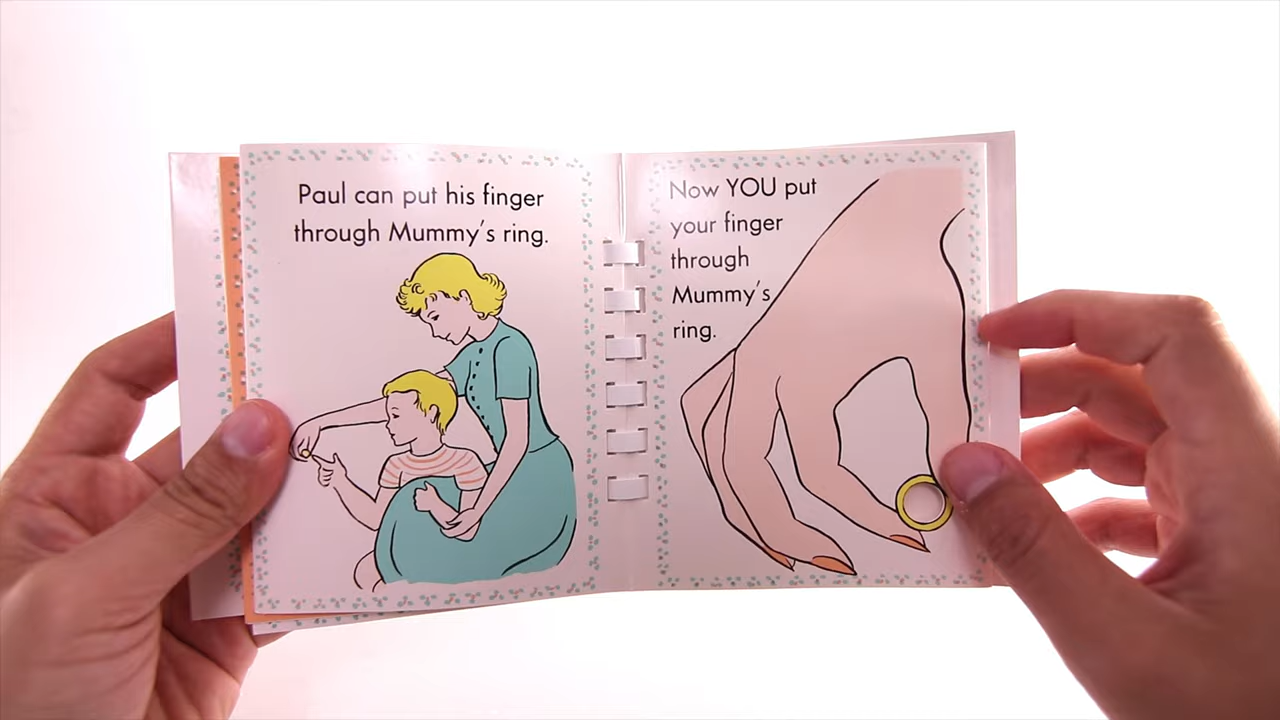 Paul can put his finger
through Mummy's ring.
Now YOU put
your finger
through
Mummy's
ring.